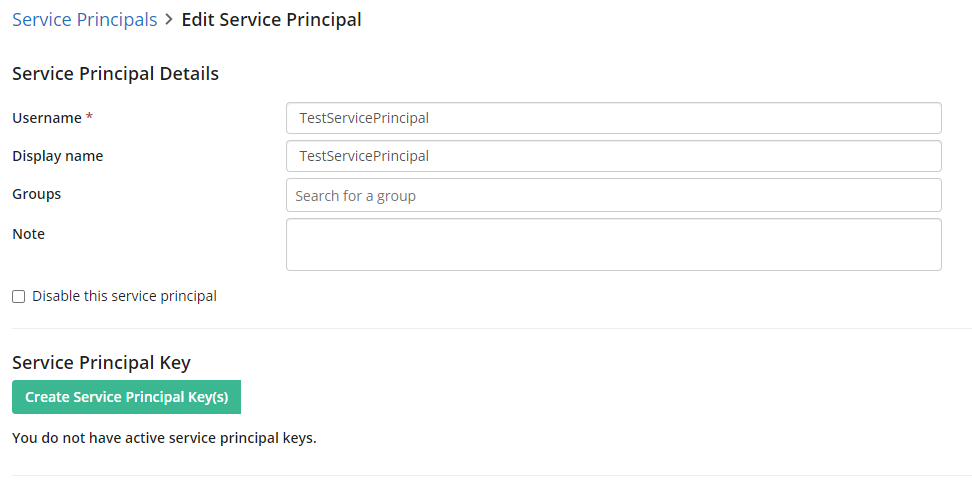 Service Principals > Edit Service Principal
Service Principal Details
Username * TestServicePrincipal
Display name TestServicePrincipal
Groups Search for a group
Note
Disable this service principal
Service Principal Key
Create Service Principal Key(s)
You do not have active service principal keys.